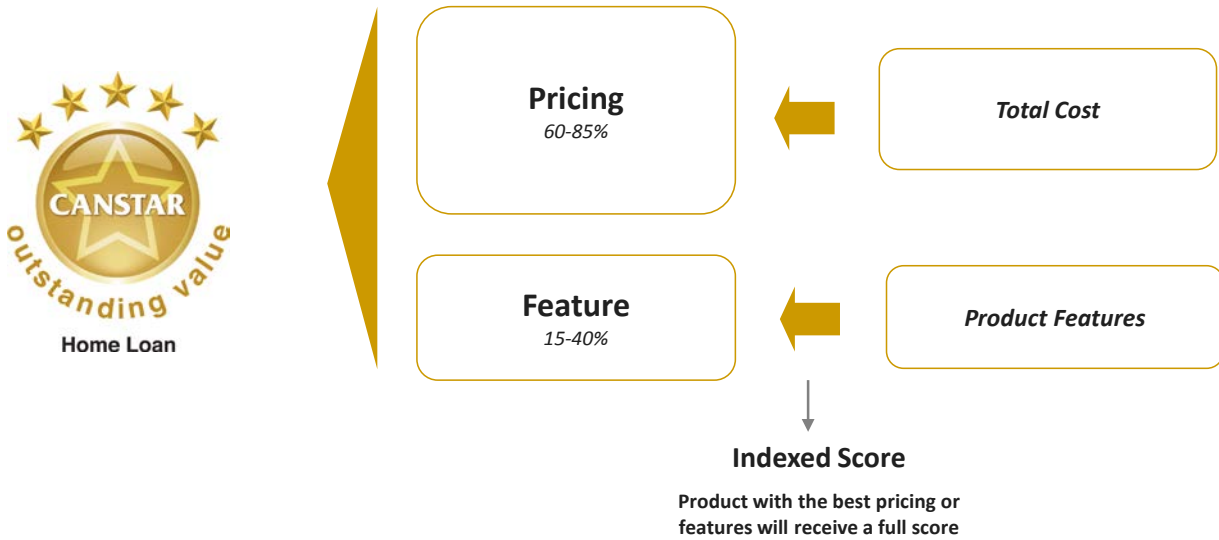 CANSTAR
outstanding value
Home Loan
Pricing
60-85%
Total Cost
Feature
15-40%
Product Features
Indexed Score
Product with the best pricing or
features will receive a full score